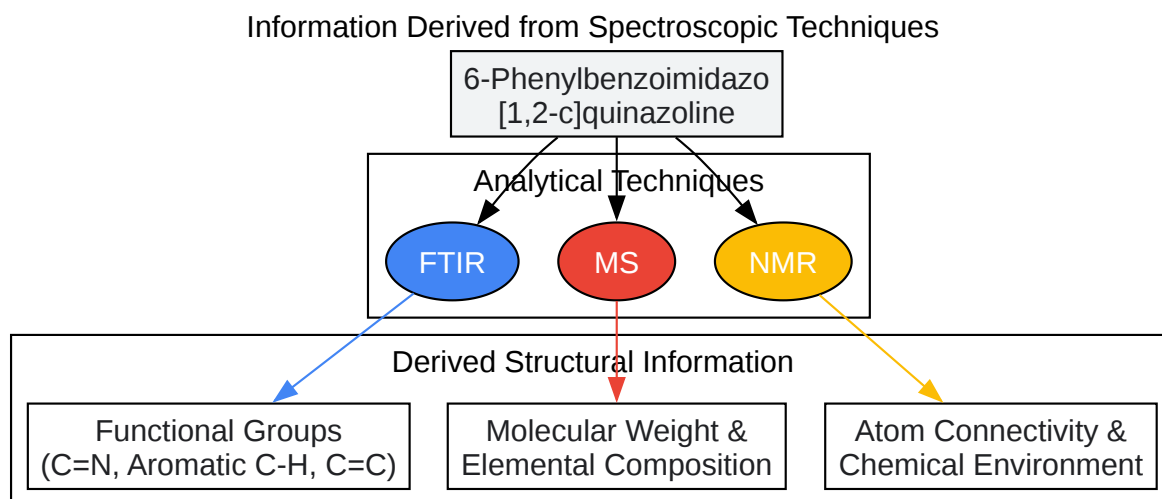 Information Derived from Spectroscopic Techniques
6-Phenylbenzoimidazo
[1,2-c]quinazoline
Analytical Techniques
FTIR
MS
NMR
Derived Structural Information
Functional Groups
(C=N, Aromatic C-H, C=C)
Molecular Weight &
Elemental Composition
Atom Connectivity &
Chemical Environment